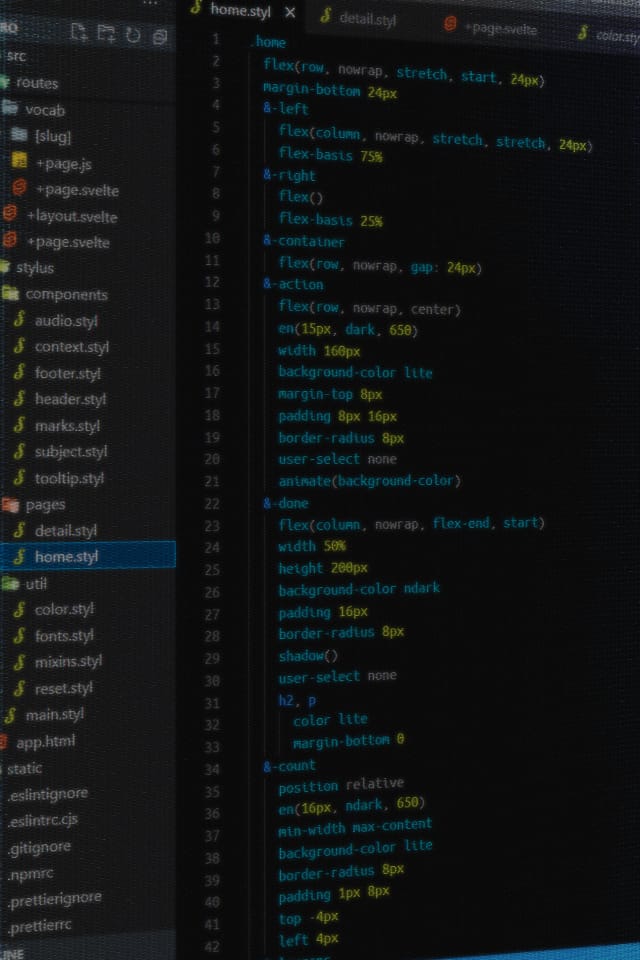 RO
src
routes
vocab
[slug]
+page.js
+page.svelte
+layout.svelte
+page.svelte
stylus
components
audio.styl
context.styl
footer.styl
header.styl
marks.styl
subject.styl
tooltip.styl
pages
detail.styl
home.styl
util
color.styl
fonts.styl
mixins.styl
reset.styl
main.styl
app.html
static
.eslintignore
.eslintrc.cjs
.gitignore
.npmrc
.prettierignore
.prettierrc
LINE
home.styl × detail.styl +page.svelte color.sty
1 .home
2 flex(row, nowrap, stretch, start, 24px)
3 margin-bottom 24px
4 &-left
5 flex(column, nowrap, stretch, stretch, 24px)
6 flex-basis 75%
7 &-right
8 flex()
9 flex-basis 25%
10 &-container
11 flex(row, nowrap, gap: 24px)
12 &-action
13 flex(row, nowrap, center)
14 en(15px, dark, 650)
15 width 160px
16 background-color lite
17 margin-top 8px
18 padding 8px 16px
19 border-radius 8px
20 user-select none
21 animate(background-color)
22 &-done
23 flex(column, nowrap, flex-end, start)
24 width 50%
25 height 200px
26 background-color ndark
27 padding 16px
28 border-radius 8px
29 shadow()
30 user-select none
31 h2, p
32 color lite
33 margin-bottom 0
34 &-count
35 position relative
36 en(16px, ndark, 650)
37 min-width max-content
38 background-color lite
39 border-radius 8px
40 padding 1px 8px
41 top -4px
42 left 4px